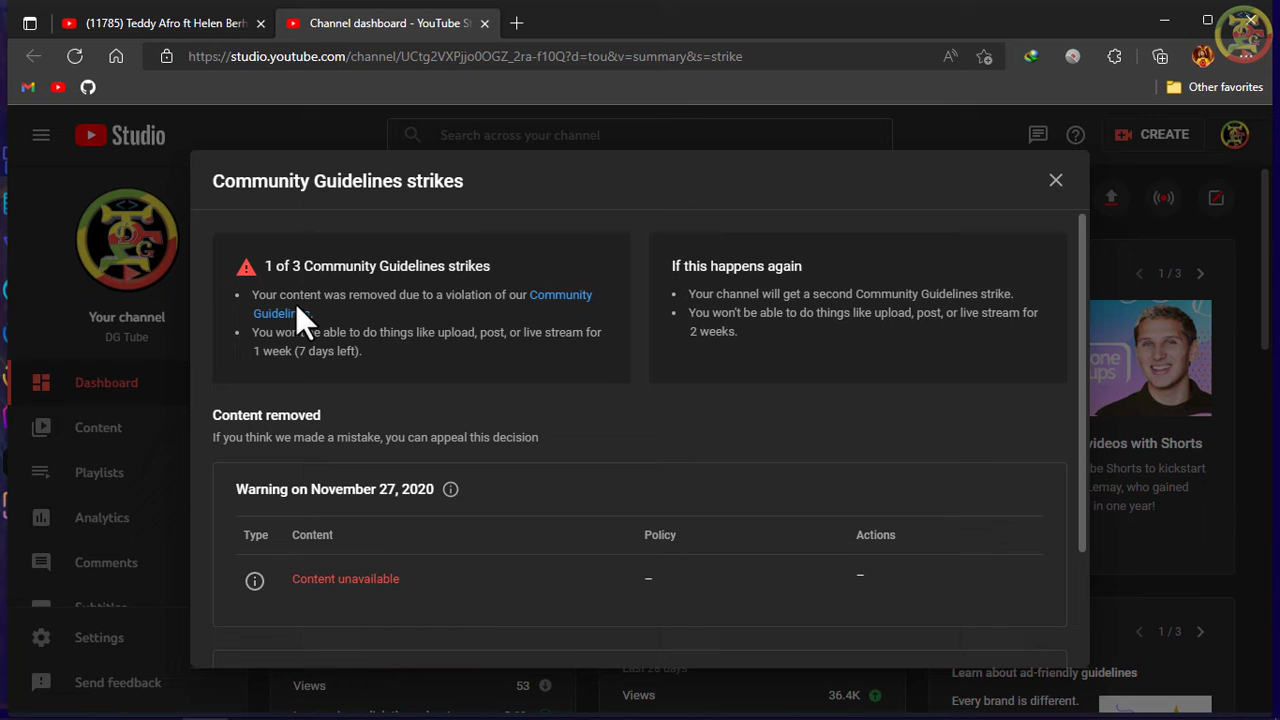 (11785) Teddy Afro ft Helen Berh
Channel dashboard - YouTube St
https://studio.youtube.com/channel/UCtg2VXPjjo0OGZ_2ra-f10Q?d=tou&v=summary&s=strike
Other favorites
Studio
Search across your channel
CREATE
Community Guidelines strikes
1 of 3 Community Guidelines strikes
Your content was removed due to a violation of our Community
Guidelines.
You won't be able to do things like upload, post, or live stream for
1 week (7 days left).
If this happens again
Your channel will get a second Community Guidelines strike.
You won't be able to do things like upload, post, or live stream for
2 weeks.
Content removed
If you think we made a mistake, you can appeal this decision
Warning on November 27, 2020
Type Content Policy Actions
Content unavailable – –
Your channel
DG Tube
Dashboard
Content
Playlists
Analytics
Comments
Subtitles
Settings
Send feedback
1 / 3
one
ups
videos with Shorts
be Shorts to kickstart
Lemay, who gained
in one year!
1 / 3
Last 28 days
Views 53
Views 36.4K
Learn about ad-friendly guidelines
Every brand is different.